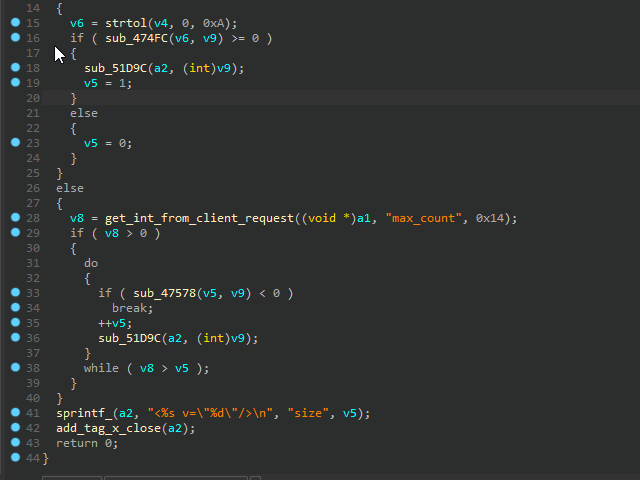 14 {
15 v6 = strtol(v4, 0, 0xA);
16 if ( sub_474FC(v6, v9) >= 0 )
17 {
18 sub_51D9C(a2, (int)v9);
19 v5 = 1;
20 }
21 else
22 {
23 v5 = 0;
24 }
25 }
26 else
27 {
28 v8 = get_int_from_client_request((void *)a1, "max_count", 0x14);
29 if ( v8 > 0 )
30 {
31 do
32 {
33 if ( sub_47578(v5, v9) < 0 )
34 break;
35 ++v5;
36 sub_51D9C(a2, (int)v9);
37 }
38 while ( v8 > v5 );
39 }
40 }
41 sprintf_(a2, "<%s v=\"%d\"/>\n", "size", v5);
42 add_tag_x_close(a2);
43 return 0;
44 }